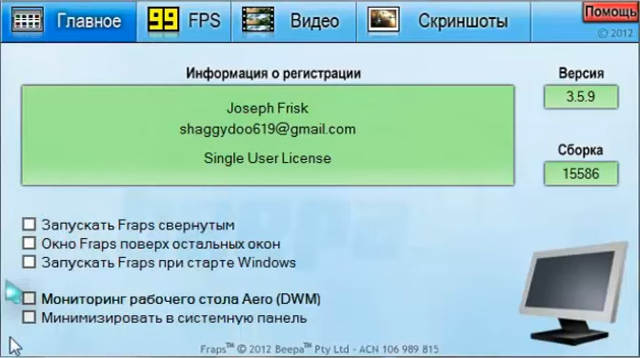 Главное
99 FPS
Видео
Скриншоты
Помощь
© 2012
Информация о регистрации
Joseph Frisk
shaggydoo619@gmail.com
Single User License
Версия
3.5.9
Сборка
15586
Запускать Fraps свернутым
Окно Fraps поверх остальных окон
Запускать Fraps при старте Windows
Мониторинг рабочего стола Aero (DWM)
Минимизировать в системную панель
Fraps™ © 2012 Beepa™ Pty Ltd - ACN 106 989 815
beepa